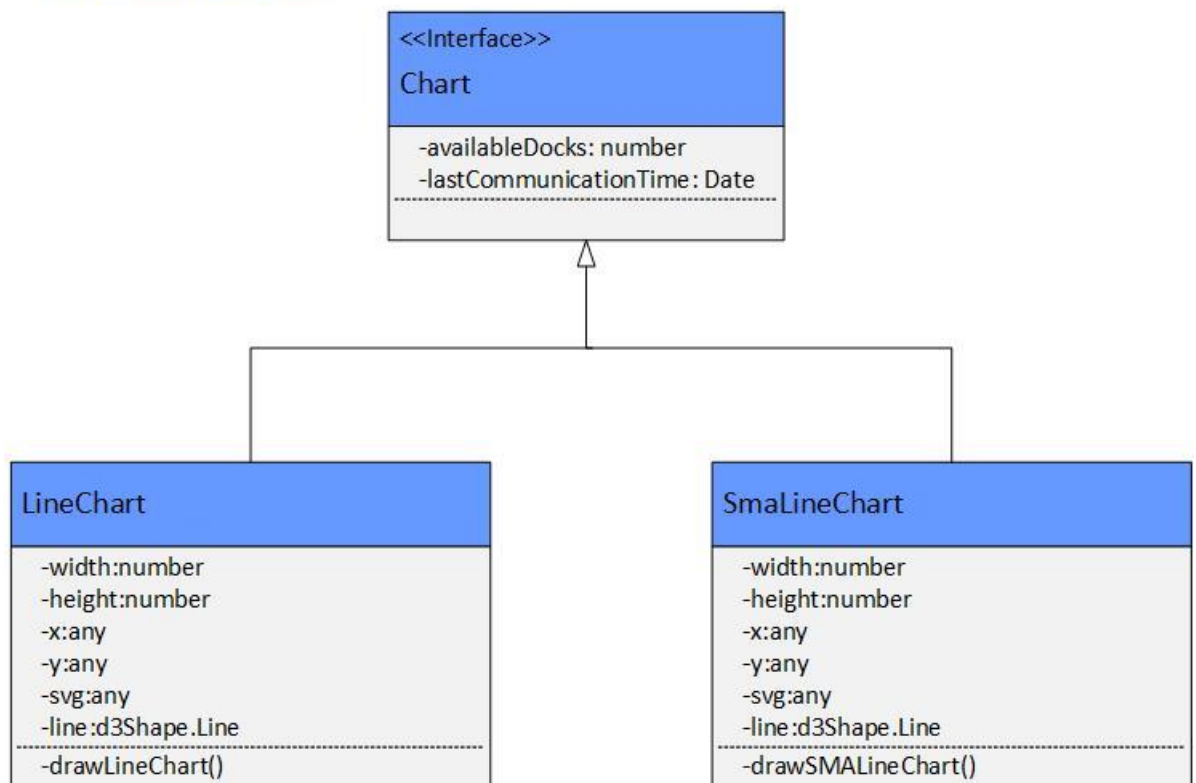 <<Interface>>
Chart
-availableDocks: number
-lastCommunicationTime: Date
LineChart
-width:number
-height:number
-x:any
-y:any
-svg:any
-line:d3Shape.Line
-drawLineChart()
SmaLineChart
-width:number
-height:number
-x:any
-y:any
-svg:any
-line:d3Shape.Line
-drawSMALineChart()